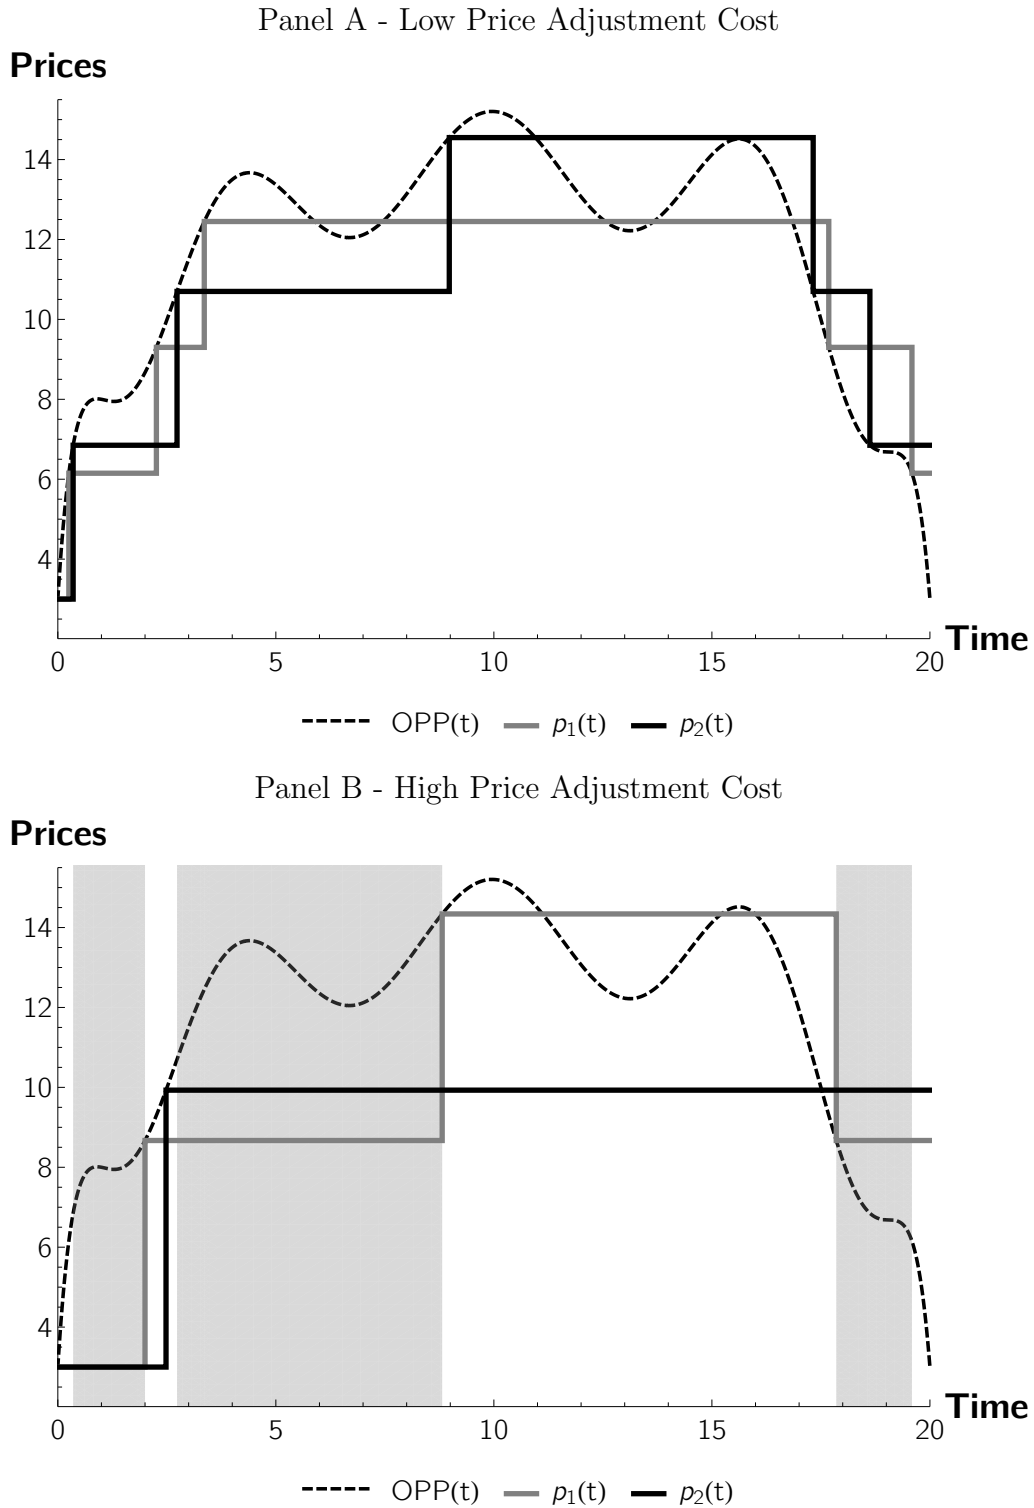 Panel A - Low Price Adjustment Cost
Prices
14
12
10
8
6
4
0 5 10 15 20 Time
OPP(t) p₁(t) p₂(t)
Panel B - High Price Adjustment Cost
Prices
14
12
10
8
6
4
0 5 10 15 20 Time
OPP(t) p₁(t) p₂(t)